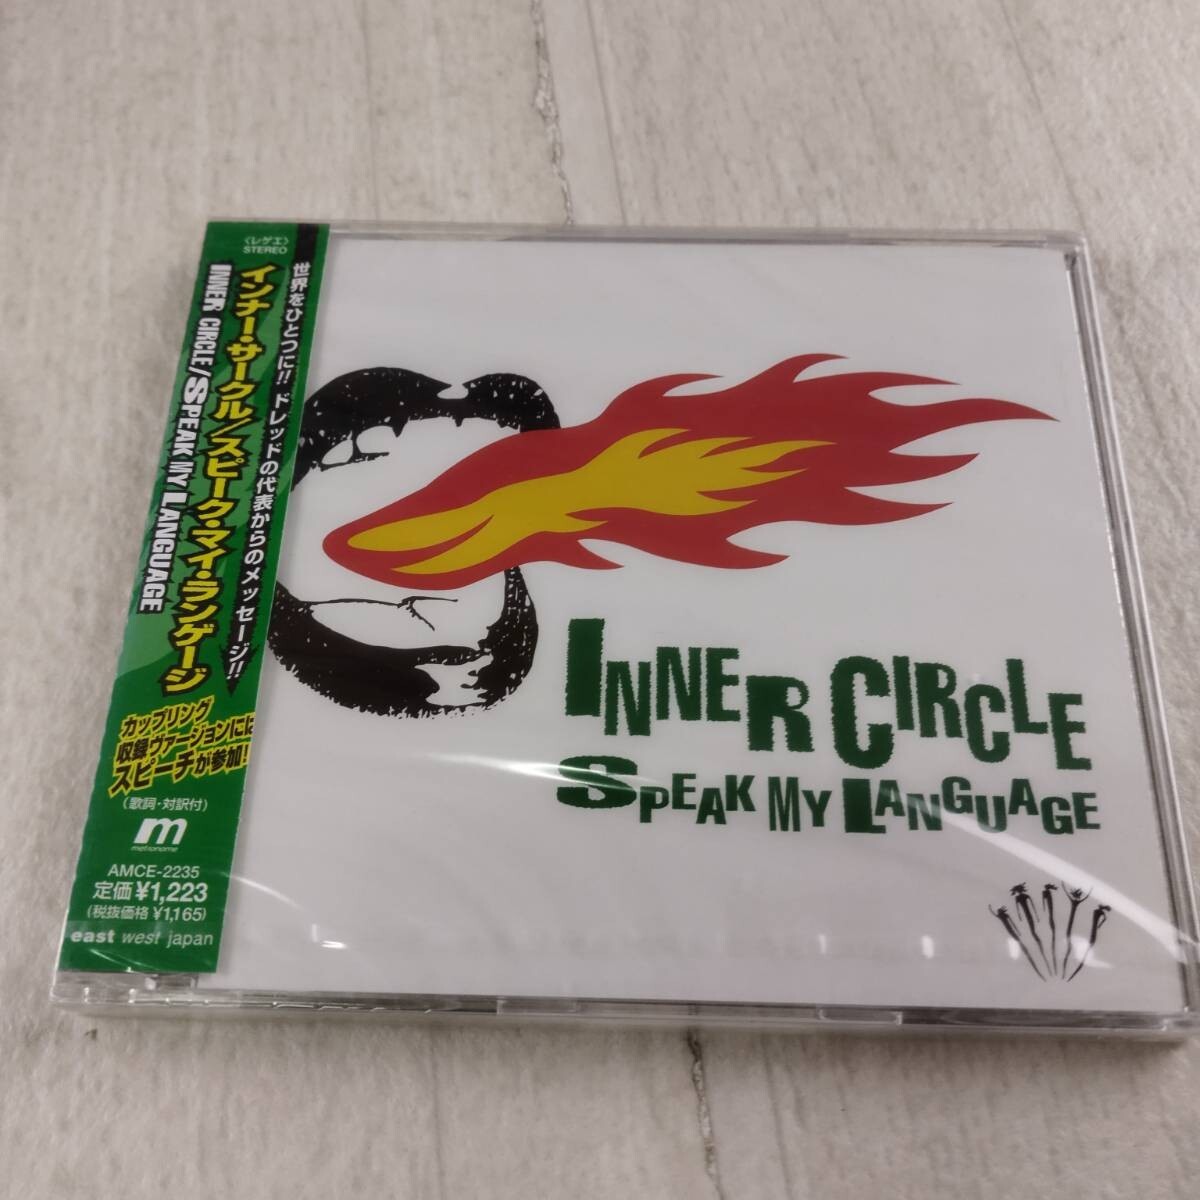 〈レゲエ〉
STEREO
世界をひとつに!! ドレッドの代表からのメッセージ!!
インナー・サークル/スピーク・マイ・ランゲージ
INNER CIRCLE/SPEAK MY LANGUAGE
カップリング
収録ヴァージョンには
スピーチが参加!
(歌詞・対訳付)
m
metronome
AMCE-2235
定価¥1,223
(税抜価格 ¥1,165)
east west japan
INNER CIRCLE
SPEAK MY LANGUAGE